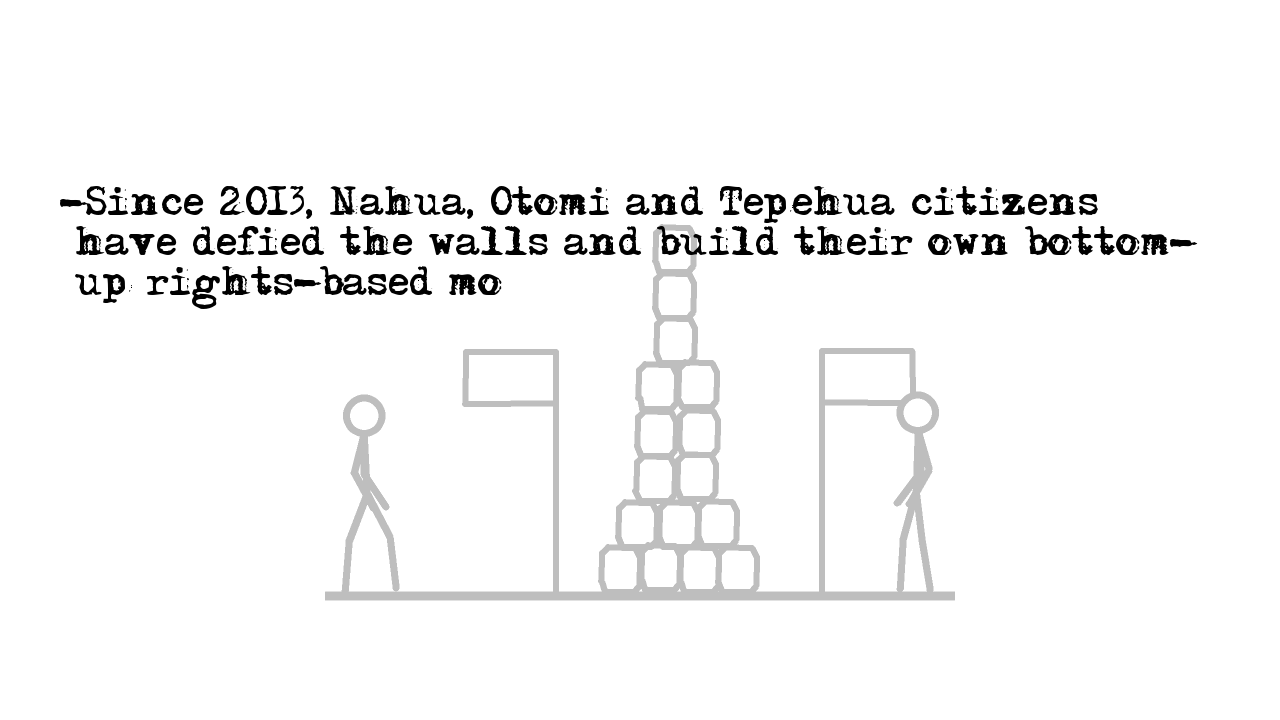 -Since 2013, Nahua, Otomi and Tepehua citizens
have defied the walls and build their own bottom-
up rights-based mo